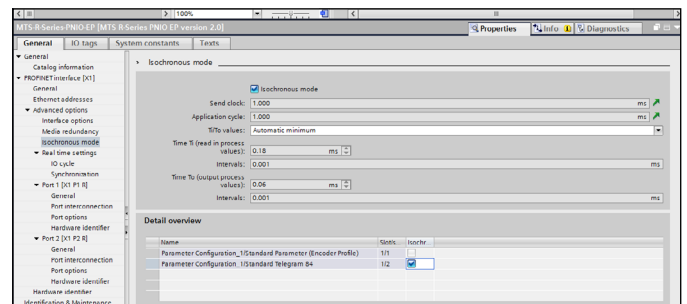 100%
MTS-R-Series-PNIO-EP [MTS R-Series PNIO EP version 2.0]
Properties Info Diagnostics
General IO tags System constants Texts
General
Catalog information
PROFINET interface [X1]
General
Ethernet addresses
Advanced options
Interface options
Media redundancy
Isochronous mode
Real time settings
IO cycle
Synchronization
Port 1 [X1 P1 R]
General
Port interconnection
Port options
Hardware identifier
Port 2 [X1 P2 R]
General
Port interconnection
Port options
Hardware identifier
Hardware identifier
Identification & Maintenance
Isochronous mode
Isochronous mode
Send clock: 1.000 ms
Application cycle: 1.000 ms
Ti/To values: Automatic minimum
Time Ti (read in process
values): 0.18 ms
Intervals: 0.001 ms
Time To (output process
values): 0.06 ms
Intervals: 0.001 ms
Detail overview
Name Slot/s Isochr...
Parameter Configuration_1/Standard Parameter (Encoder Profile) 1/1
Parameter Configuration_1/Standard Telegram 84 1/2